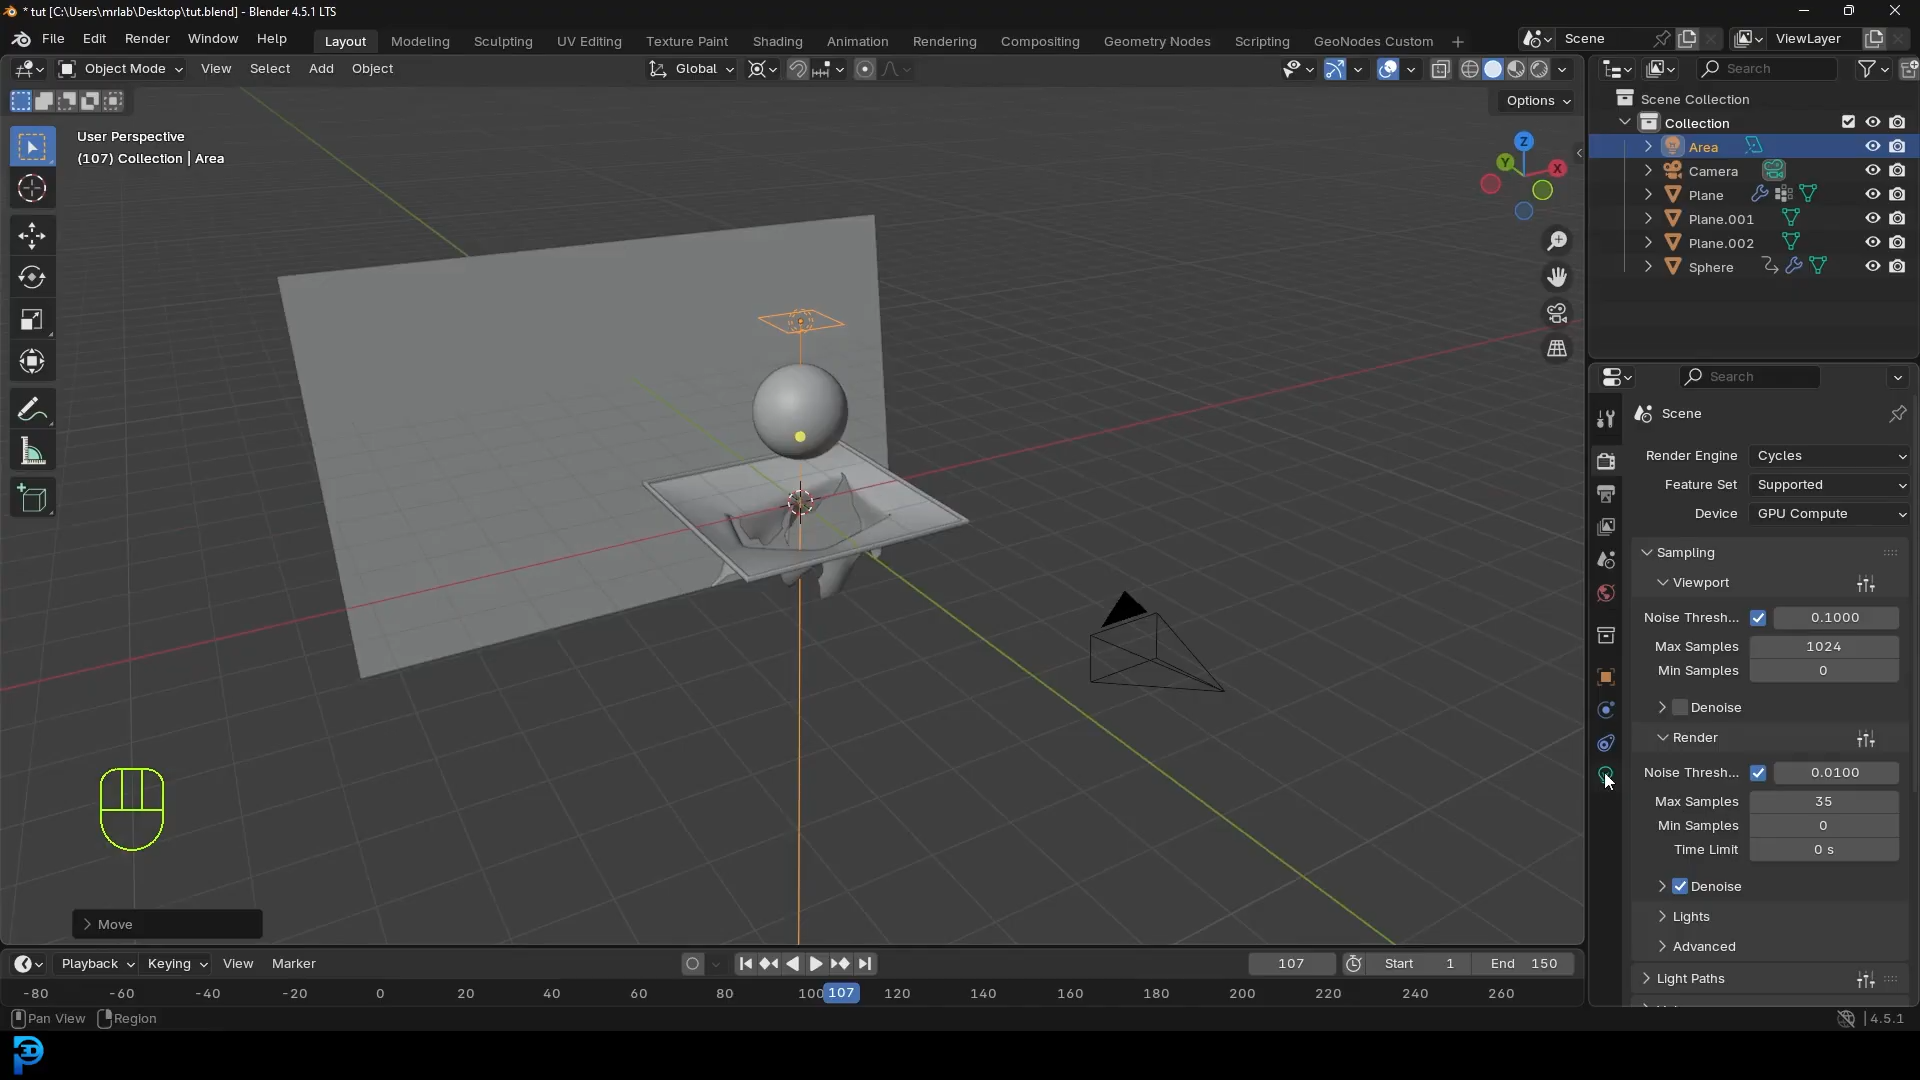 * tut [C:\Users\mrlab\Desktop\tut.blend] - Blender 4.5.1 LTS
File Edit Render Window Help
Layout Modeling Sculpting UV Editing Texture Paint Shading Animation Rendering Compositing Geometry Nodes Scripting GeoNodes Custom +
Scene
ViewLayer
Object Mode View Select Add Object
Global
Search
Options
User Perspective
(107) Collection | Area
Z
Y
X
Scene Collection
Collection
Area
Camera
Plane
Plane.001
Plane.002
Sphere
Search
Scene
Render Engine Cycles
Feature Set Supported
Device GPU Compute
Sampling
Viewport
Noise Thresh... 0.1000
Max Samples 1024
Min Samples 0
Denoise
Render
Noise Thresh... 0.0100
Max Samples 35
Min Samples 0
Time Limit 0 s
Denoise
Lights
Advanced
Light Paths
Move
Playback Keying View Marker
107
Start 1
End 150
-80 -60 -40 -20 0 20 40 60 80 100 107 120 140 160 180 200 220 240 260
Pan View Region
4.5.1
3D